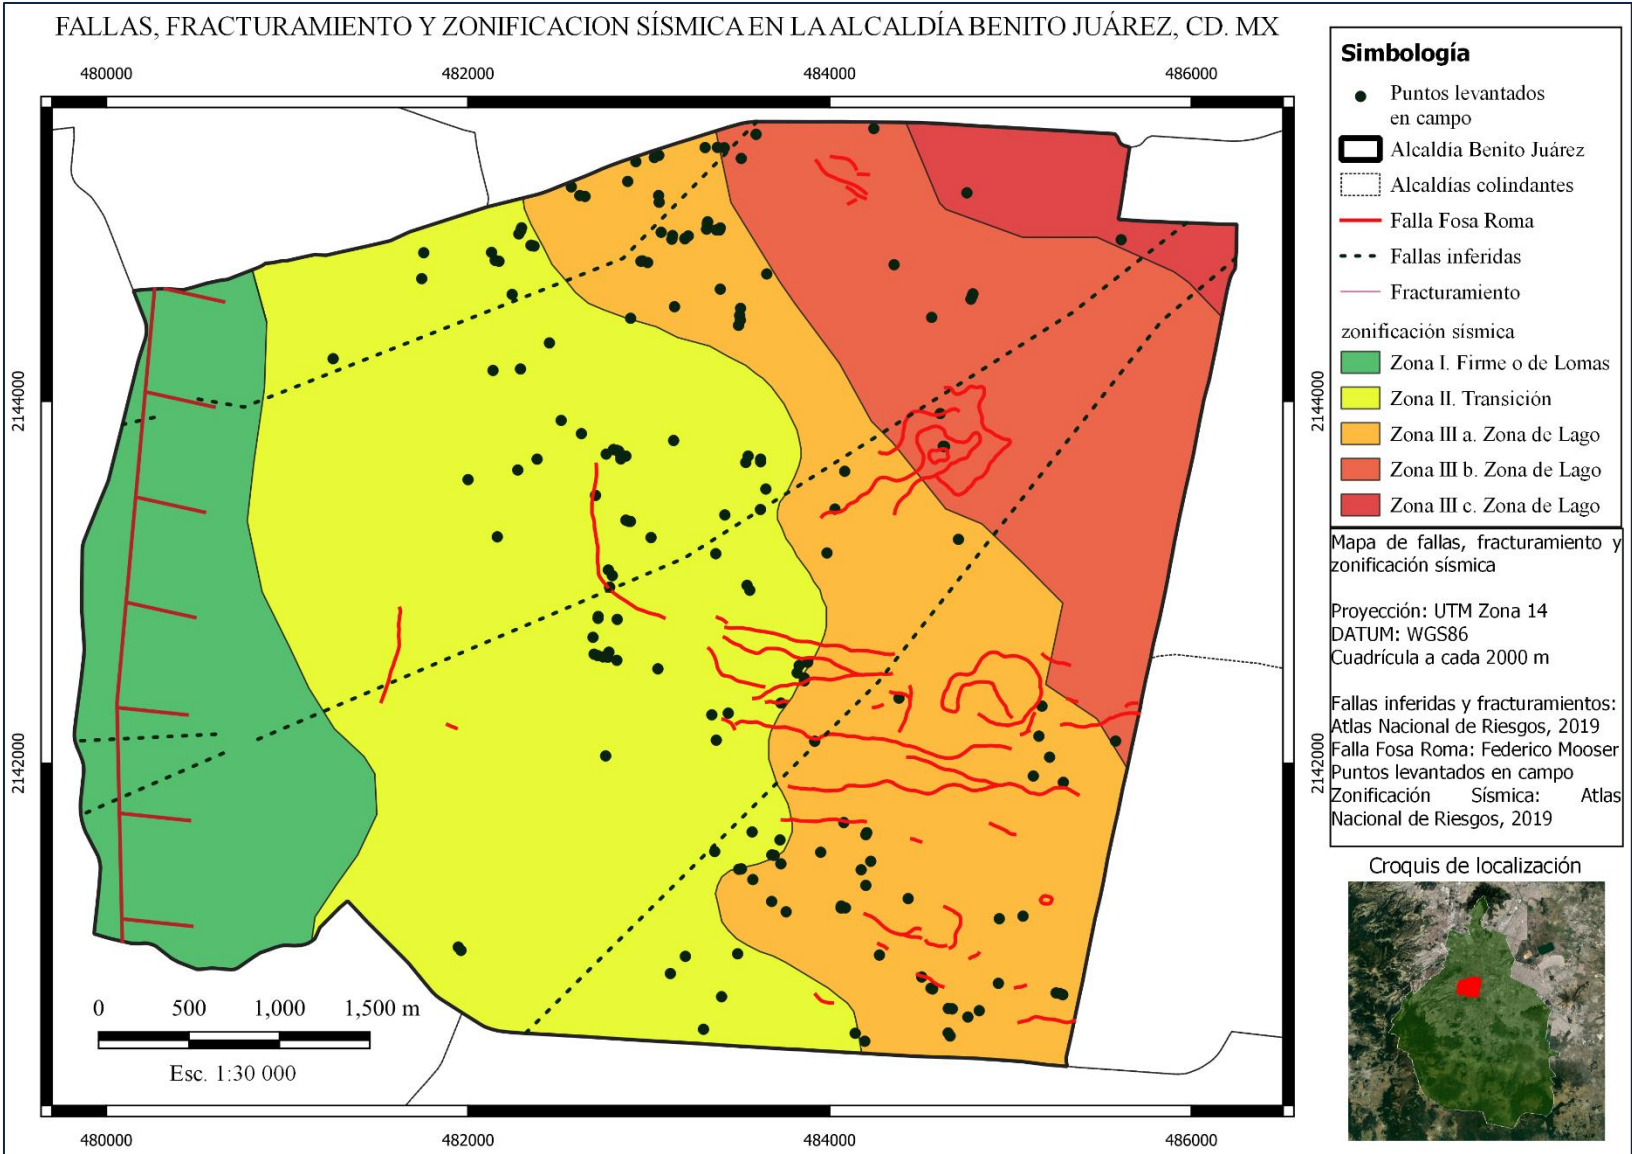 FALLAS, FRACTURAMIENTO Y ZONIFICACION SÍSMICA EN LA ALCALDÍA BENITO JUÁREZ, CD. MX
480000 482000 484000 486000
2144000 2144000
2142000 2142000
0 500 1,000 1,500 m
Esc. 1:30 000
480000 482000 484000 486000
Simbología
Puntos levantados
en campo
Alcaldía Benito Juárez
Alcaldías colindantes
Falla Fosa Roma
Fallas inferidas
Fracturamiento
zonificación sísmica
Zona I. Firme o de Lomas
Zona II. Transición
Zona III a. Zona de Lago
Zona III b. Zona de Lago
Zona III c. Zona de Lago
Mapa de fallas, fracturamiento y
zonificación sísmica
Proyección: UTM Zona 14
DATUM: WGS86
Cuadrícula a cada 2000 m
Fallas inferidas y fracturamientos:
Atlas Nacional de Riesgos, 2019
Falla Fosa Roma: Federico Mooser
Puntos levantados en campo
Zonificación Sísmica: Atlas
Nacional de Riesgos, 2019
Croquis de localización